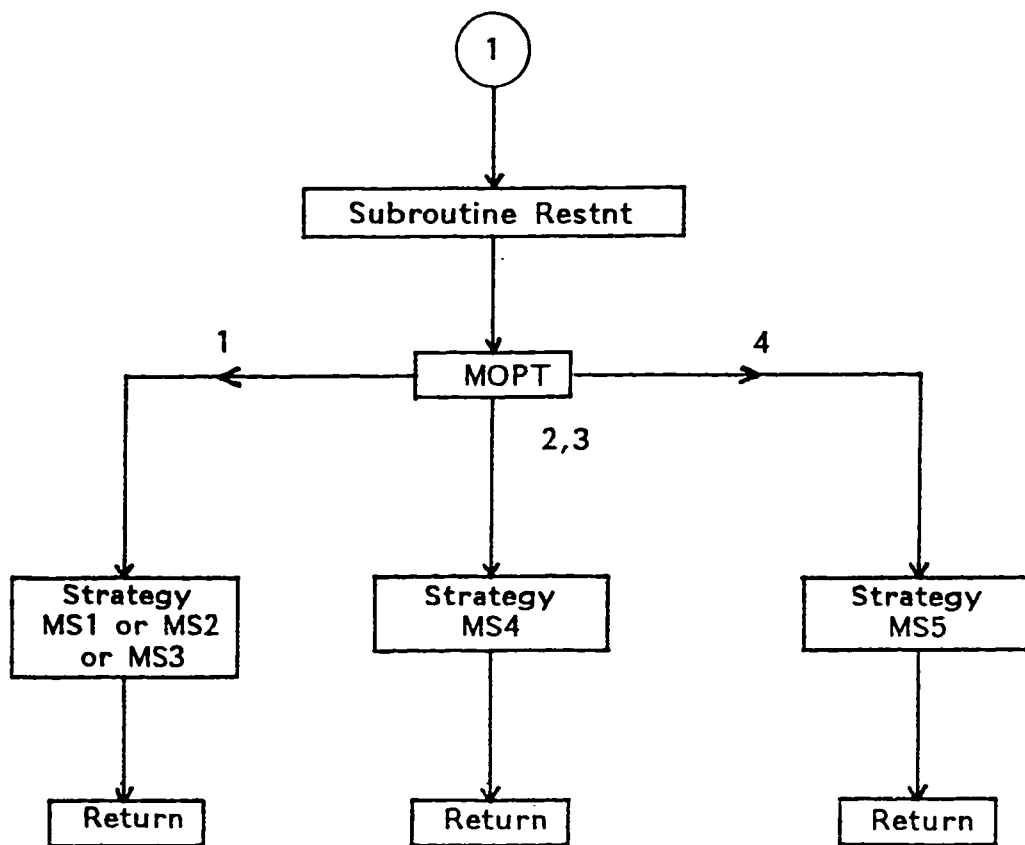 1
Subroutine Restnt
1
MOPT
4
2,3
Strategy
MS1 or MS2
or MS3
Strategy
MS4
Strategy
MS5
Return
Return
Return